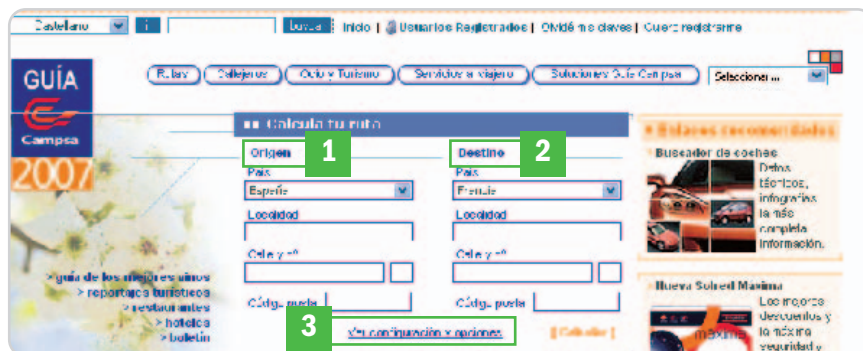 Castellano
Inicio | Usuarios Registrados | Olvidé mis claves | Quiero registrarme
GUÍA
Campsa
2007
Rutas
Callejeros
Ocio y Turismo
Servicios al viajero
Soluciones Guía Campsa
Seleccionar ...
Calcula tu ruta
Origen
1
Destino
2
País
País
España
Francia
Localidad
Localidad
Calle y nº
Calle y nº
Código postal
Código postal
3
Ver configuración y opciones
[ Calcular ]
> guía de los mejores vinos
> reportajes turísticos
> restaurantes
> hoteles
> boletín
Enlaces recomendados
Buscador de coches
Datos
técnicos,
infografías
la más
completa
información.
Nueva Solred Máxima
Los mejores
descuentos y
la máxima
seguridad y
máxima